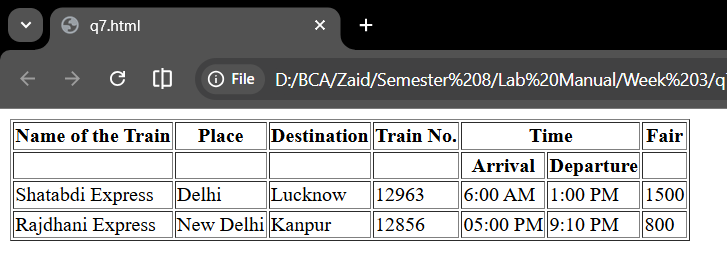 q7.html
File D:/BCA/Zaid/Semester%208/Lab%20Manual/Week%203/q
Name of the Train Place Destination Train No. Time Fair
Arrival Departure
Shatabdi Express Delhi Lucknow 12963 6:00 AM 1:00 PM 1500
Rajdhani Express New Delhi Kanpur 12856 05:00 PM 9:10 PM 800